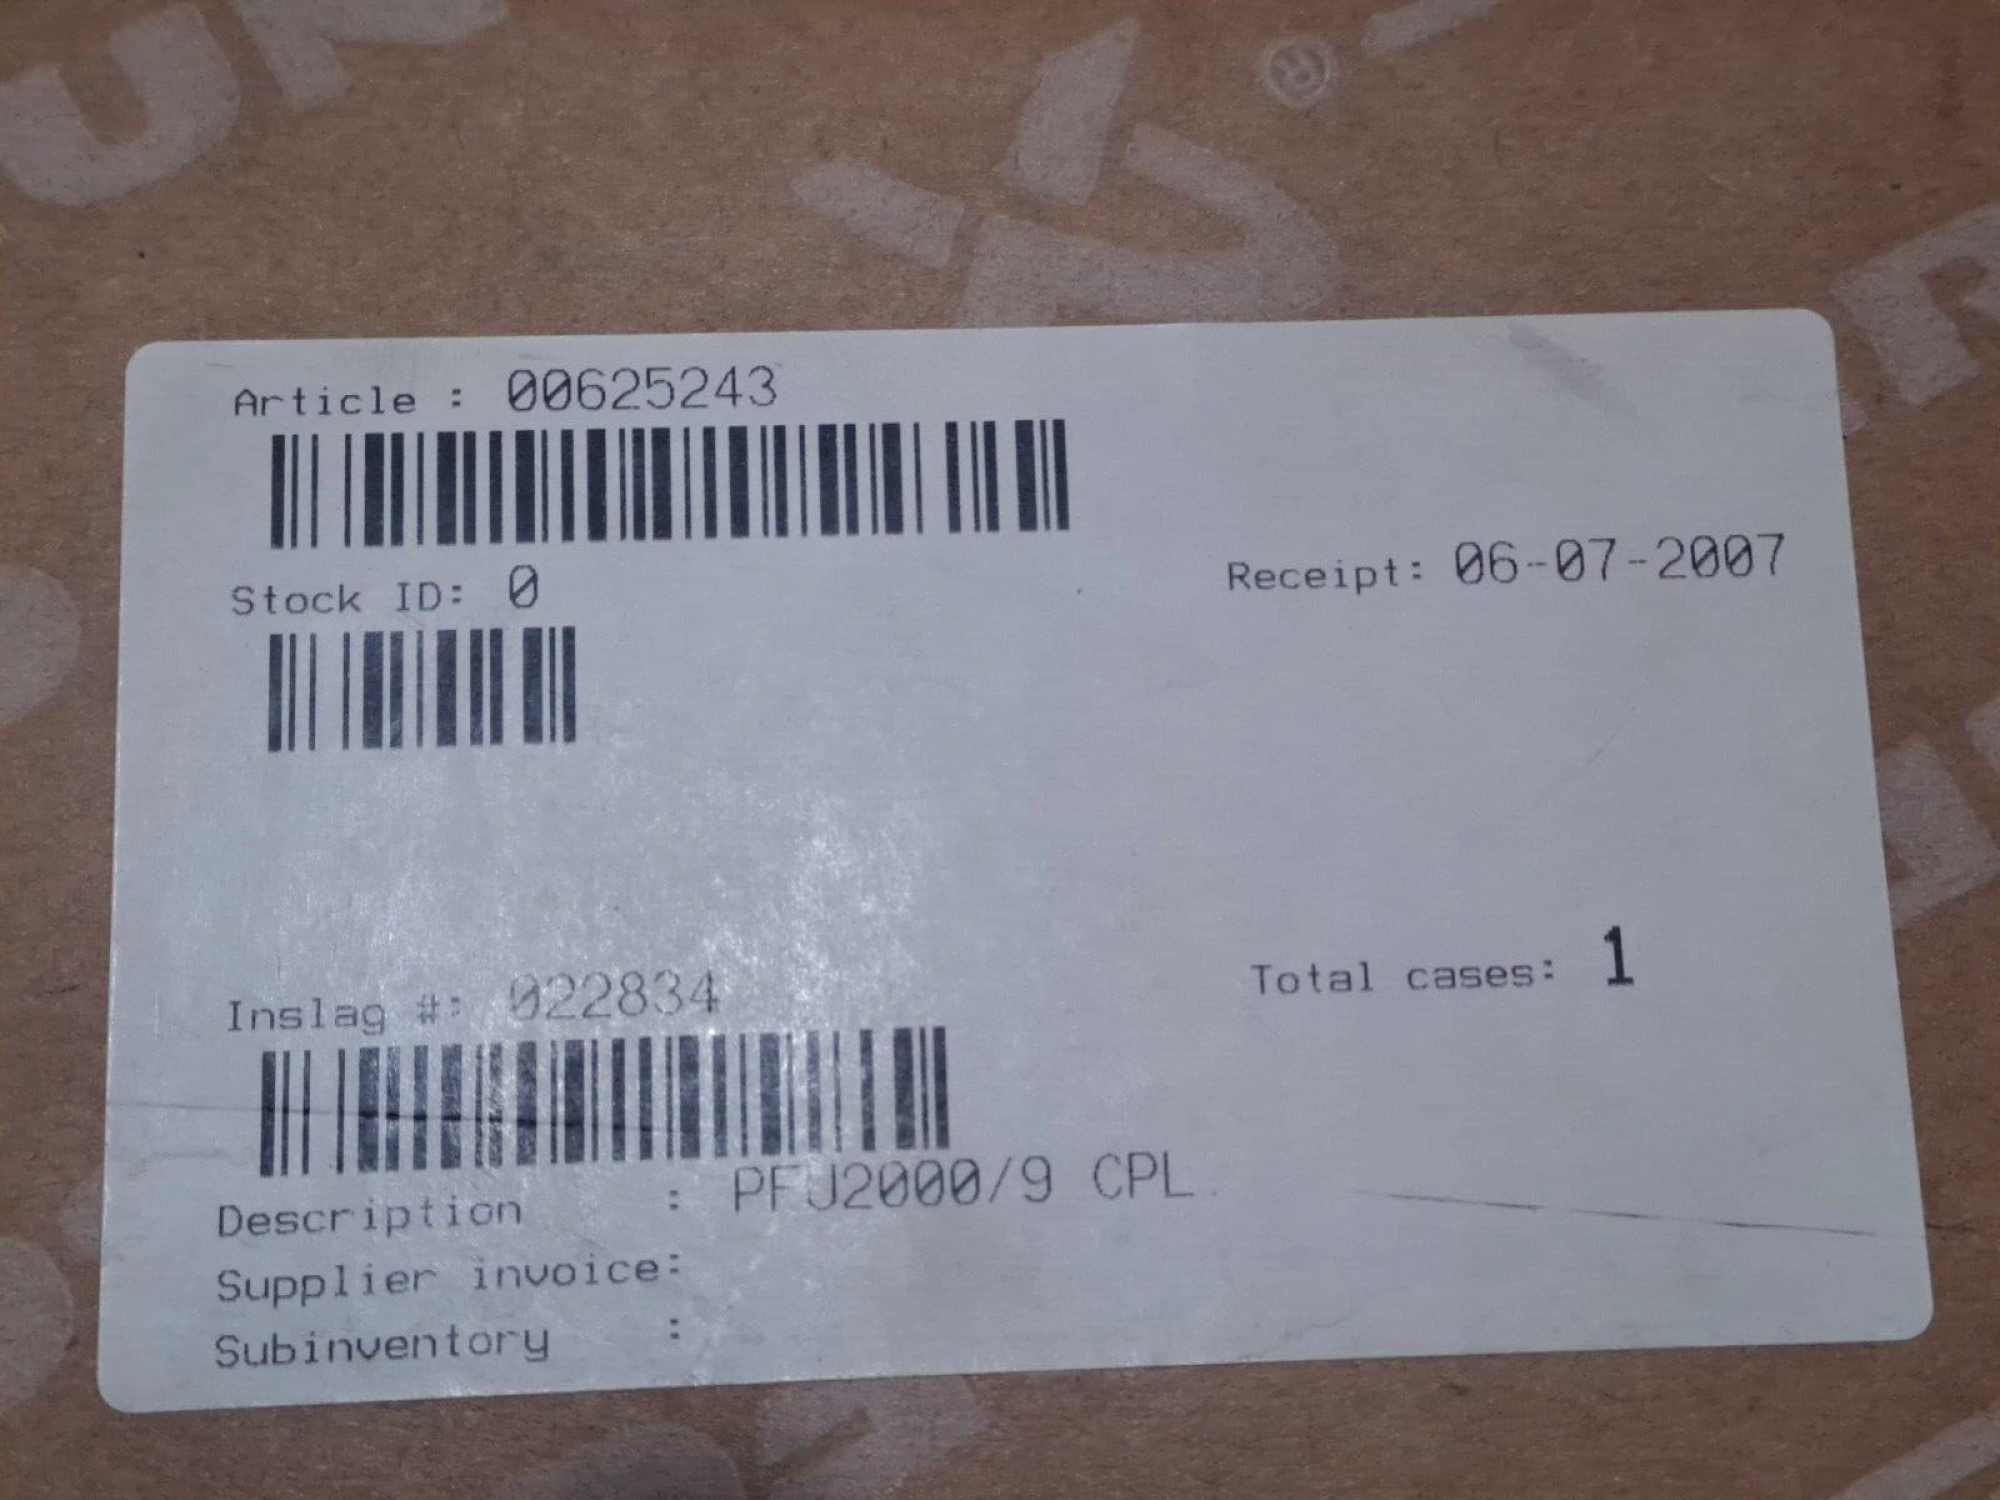 Article : 00625243
Stock ID: 0
Receipt: 06-07-2007
Inslag #: 022834
Total cases: 1
Description : PFU2000/9 CPL.
Supplier invoice:
Subinventory :